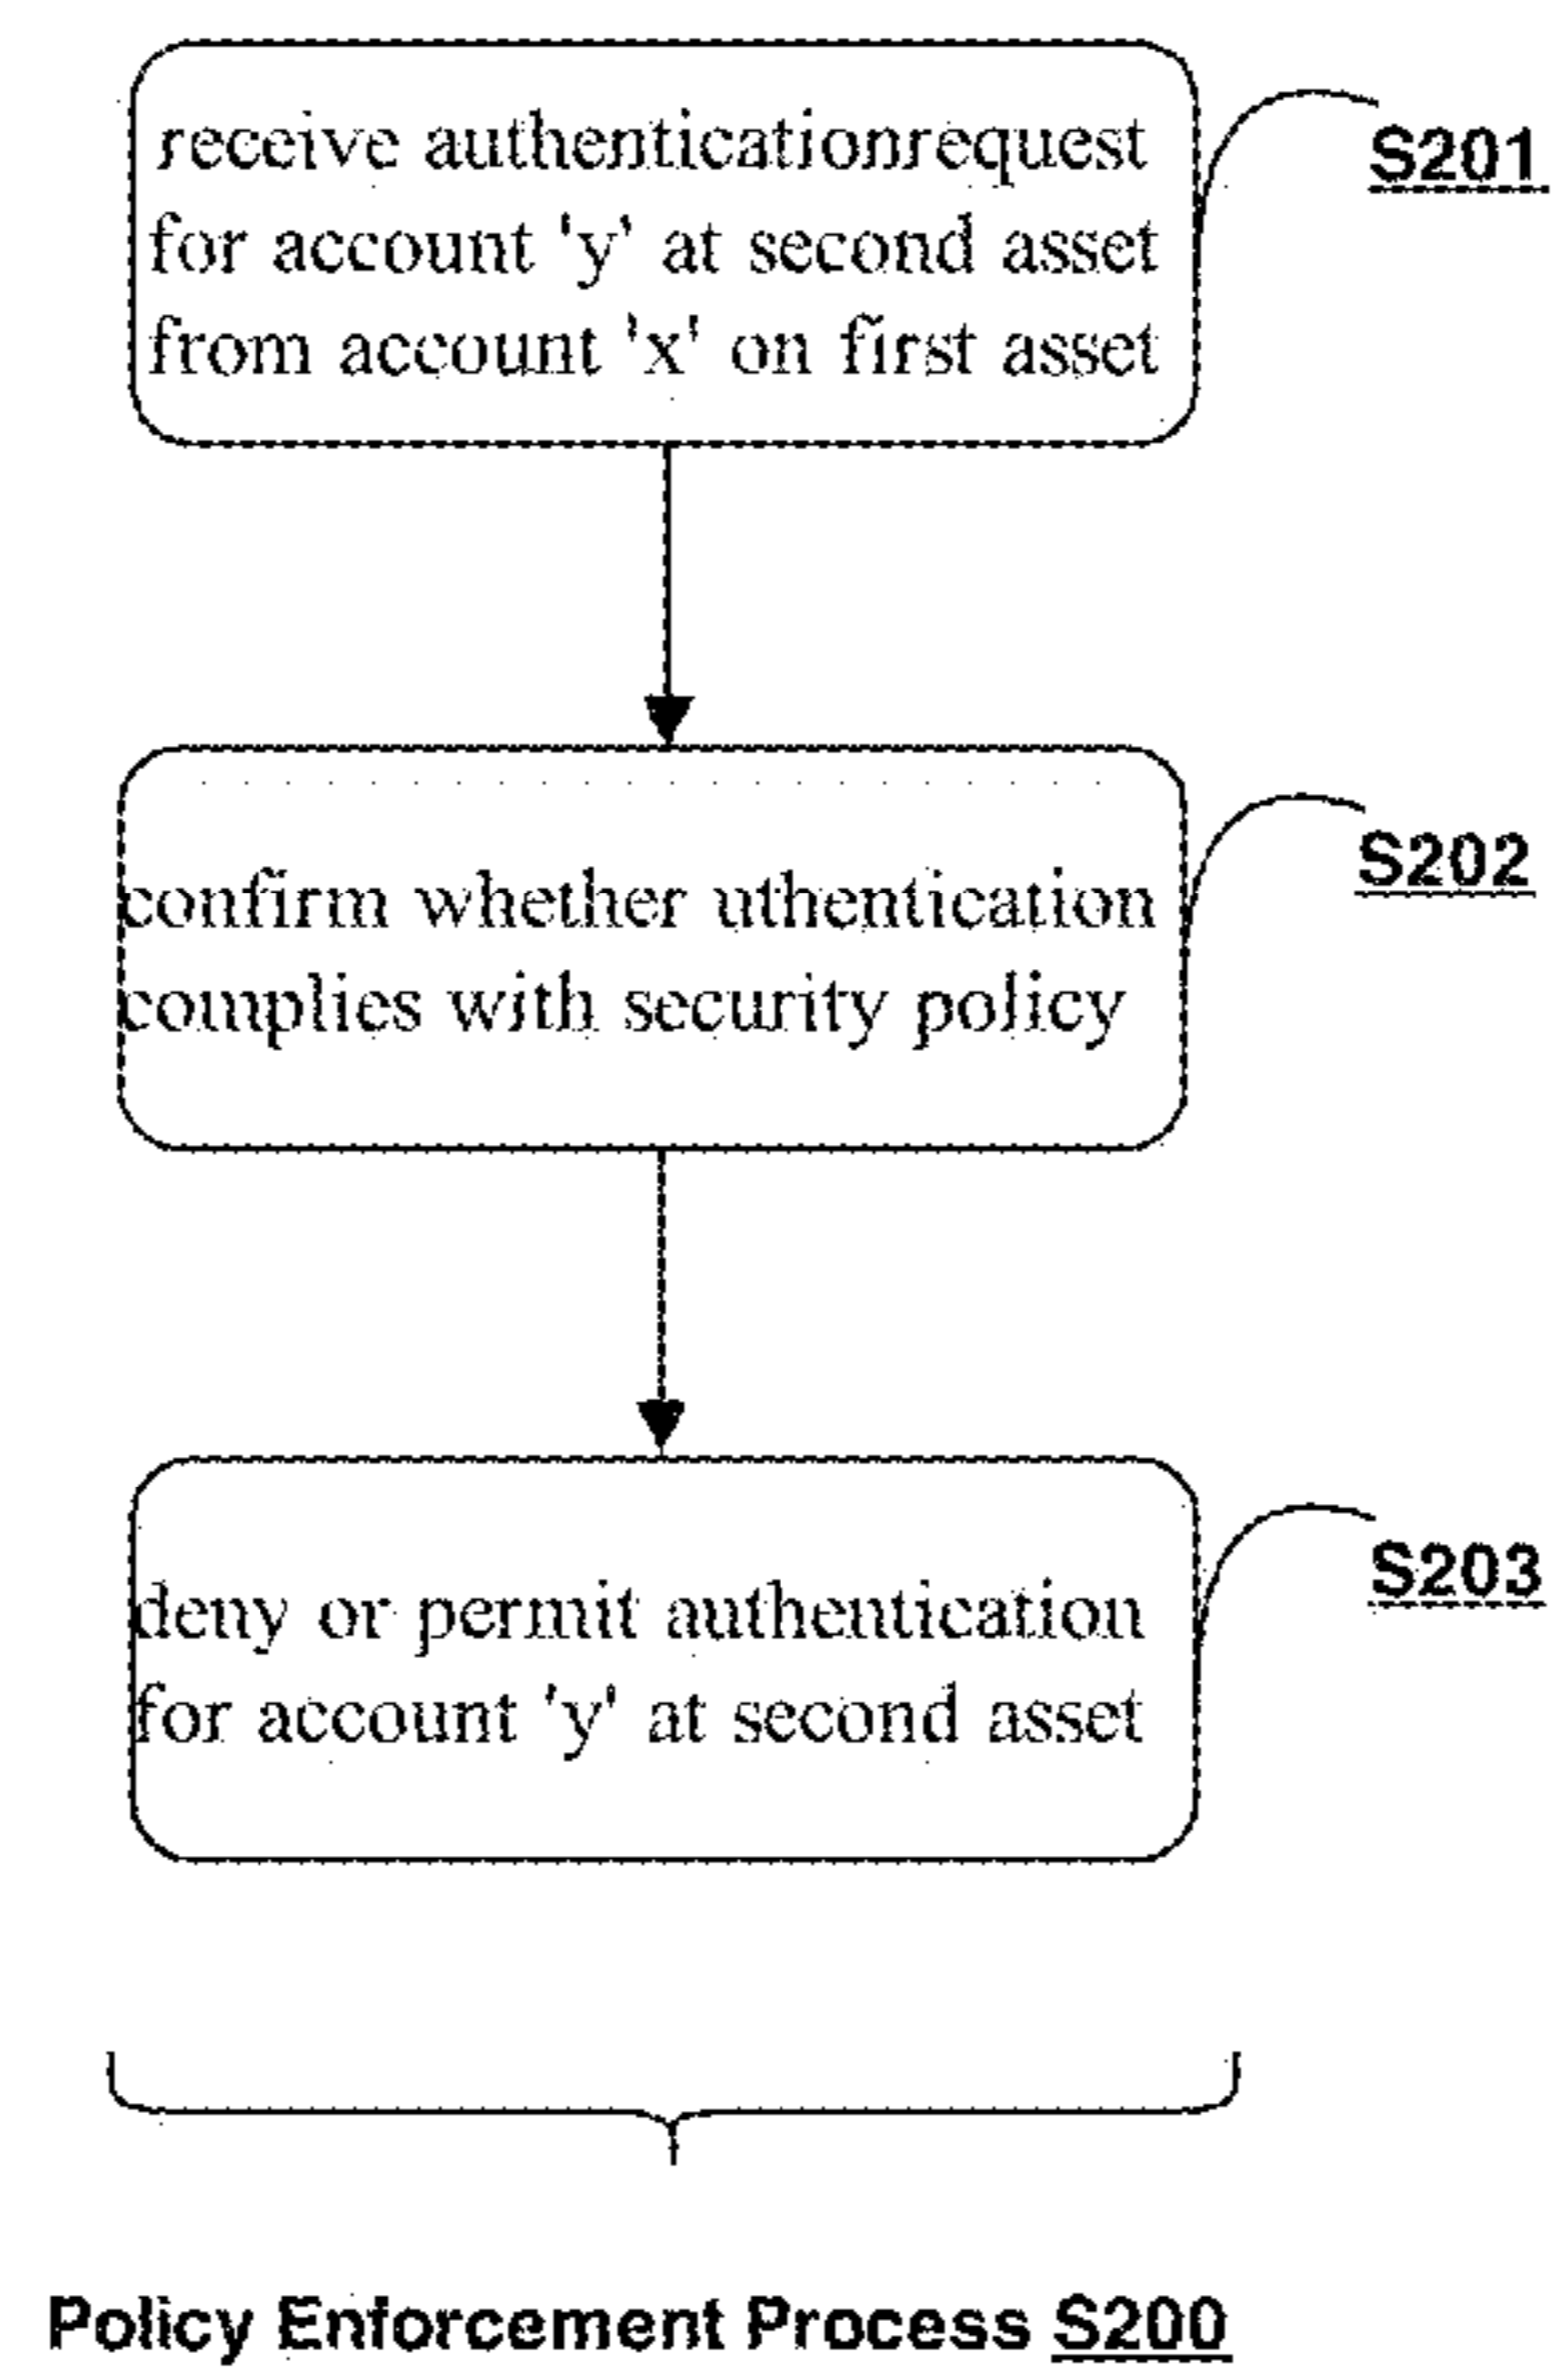 receive authenticationrequest
for account 'y' at second asset
from account 'x' on first asset
S201
confirm whether uthentication
complies with security policy
S202
deny or permit authentication
for account 'y' at second asset
S203
Policy Enforcement Process S200